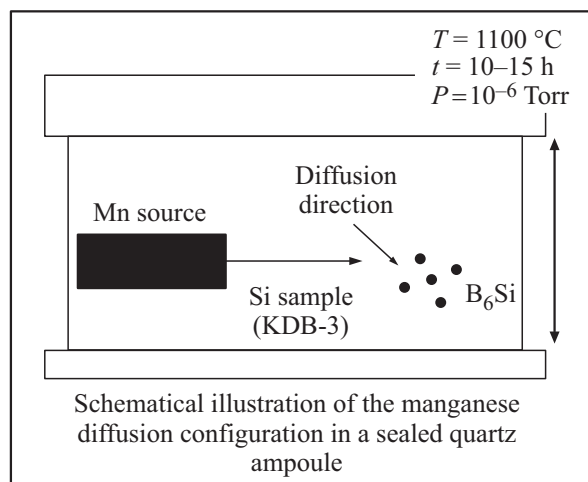 T = 1100 °C
t = 10–15 h
P = 10⁻⁶ Torr
Diffusion
direction
Mn source
Si sample
(KDB-3)
B₆Si
Schematical illustration of the manganese
diffusion configuration in a sealed quartz
ampoule